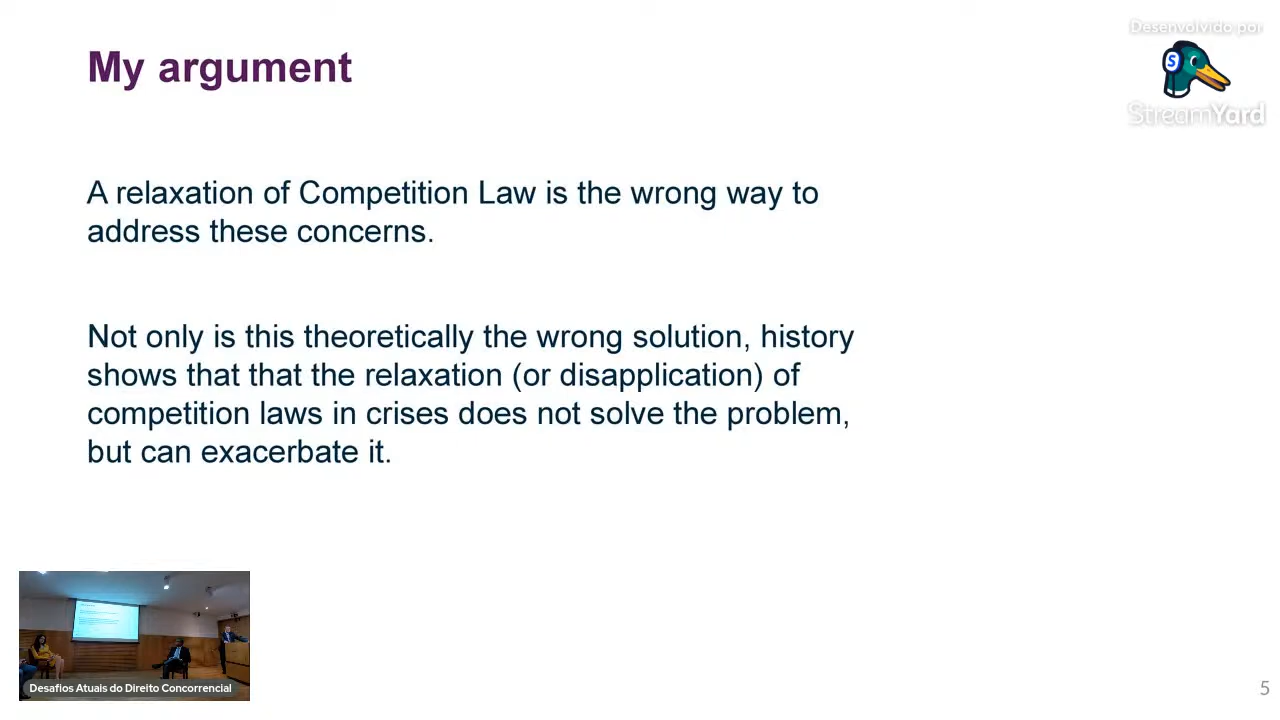 My argument
Desenvolvido por
S
StreamYard
A relaxation of Competition Law is the wrong way to
address these concerns.
Not only is this theoretically the wrong solution, history
shows that that the relaxation (or disapplication) of
competition laws in crises does not solve the problem,
but can exacerbate it.
Desafios Atuais do Direito Concorrencial
5